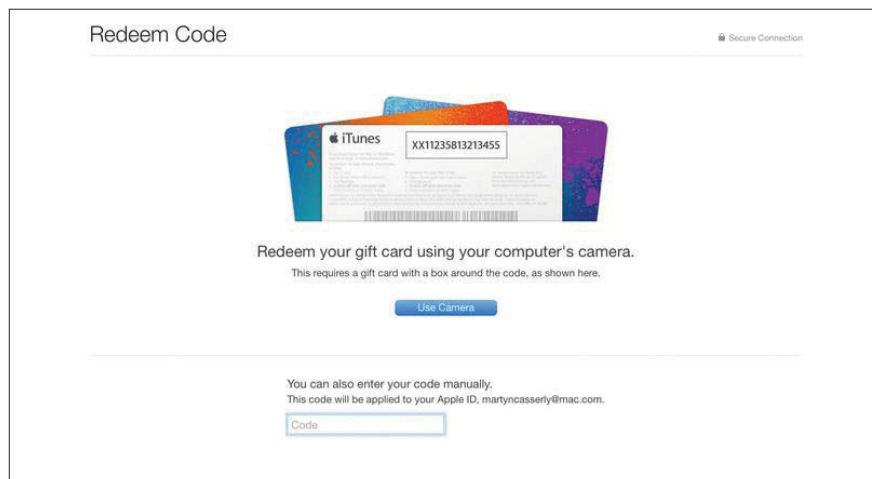 Redeem Code
Secure Connection
iTunes
XX11235813213455
Redeem your gift card using your computer's camera.
This requires a gift card with a box around the code, as shown here.
Use Camera
You can also enter your code manually.
This code will be applied to your Apple ID, martyncasserly@mac.com.
Code